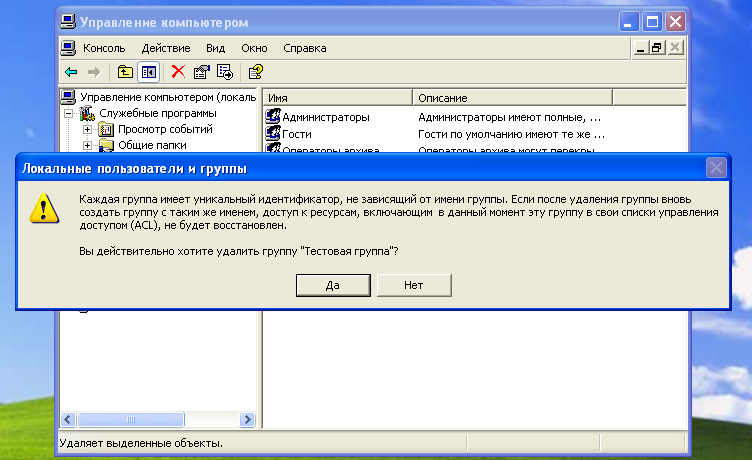 Управление компьютером
Консоль Действие Вид Окно Справка
Управление компьютером (локаль
Служебные программы
Просмотр событий
Общие папки
Имя Описание
Администраторы Администраторы имеют полные, ...
Гости Гости по умолчанию имеют те же ...
Операторы архива Операторы архива могут перекры
Локальные пользователи и группы
Каждая группа имеет уникальный идентификатор, не зависящий от имени группы. Если после удаления группы вновь
создать группу с таким же именем, доступ к ресурсам, включающим в данный момент эту группу в свои списки управления
доступом (ACL), не будет восстановлен.
Вы действительно хотите удалить группу "Тестовая группа"?
Да Нет
Удаляет выделенные объекты.